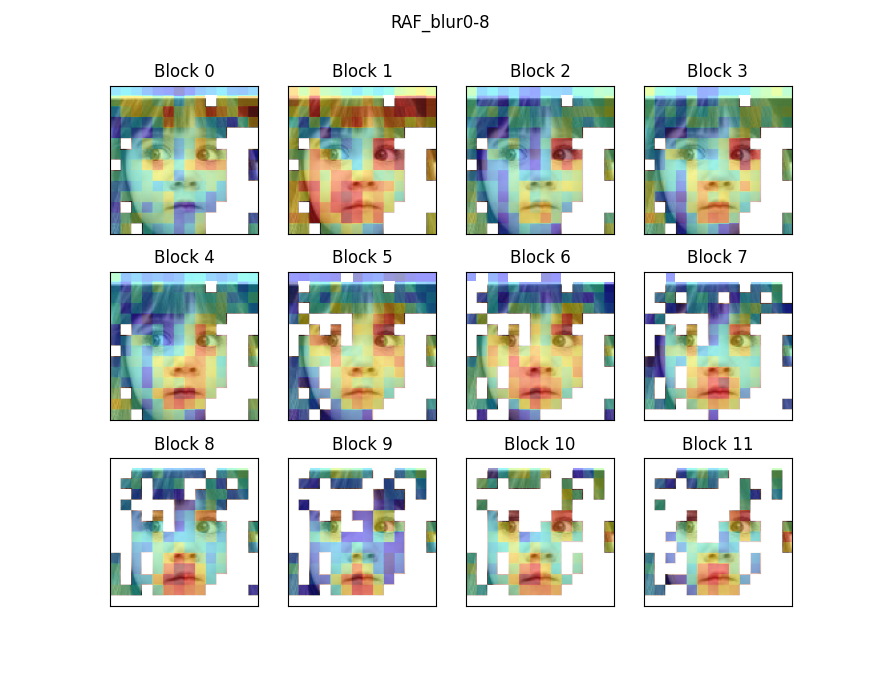 RAF_blur0-8
Block 0
Block 1
Block 2
Block 3
Block 4
Block 5
Block 6
Block 7
Block 8
Block 9
Block 10
Block 11